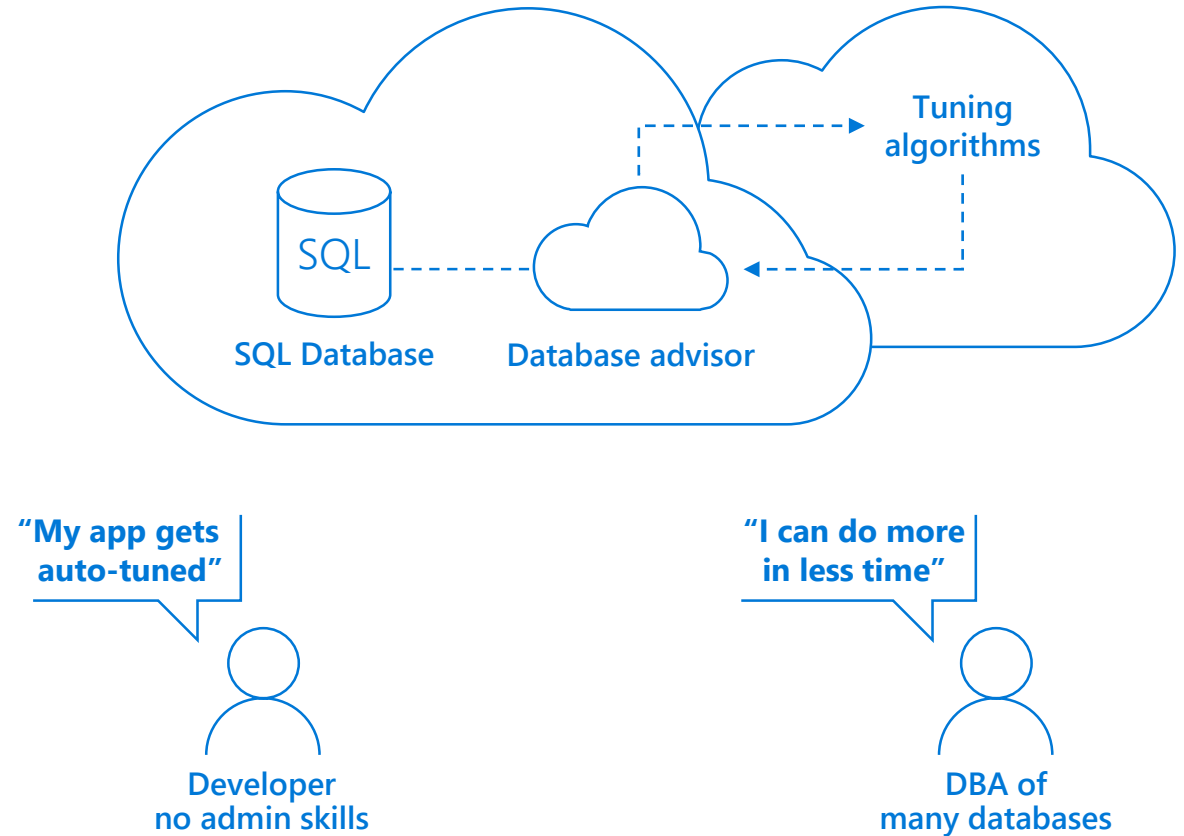 Tuning
algorithms
SQL
SQL Database
Database advisor
“My app gets
auto-tuned”
“I can do more
in less time”
Developer
no admin skills
DBA of
many databases